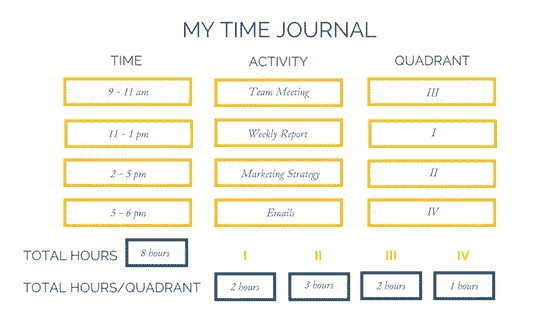 MY TIME JOURNAL
TIME ACTIVITY QUADRANT
9 - 11 am Team Meeting III
11 - 1 pm Weekly Report I
2 - 5 pm Marketing Strategy II
5 - 6 pm Emails IV
TOTAL HOURS 8 hours I II III IV
TOTAL HOURS/QUADRANT 2 hours 3 hours 2 hours 1 hours